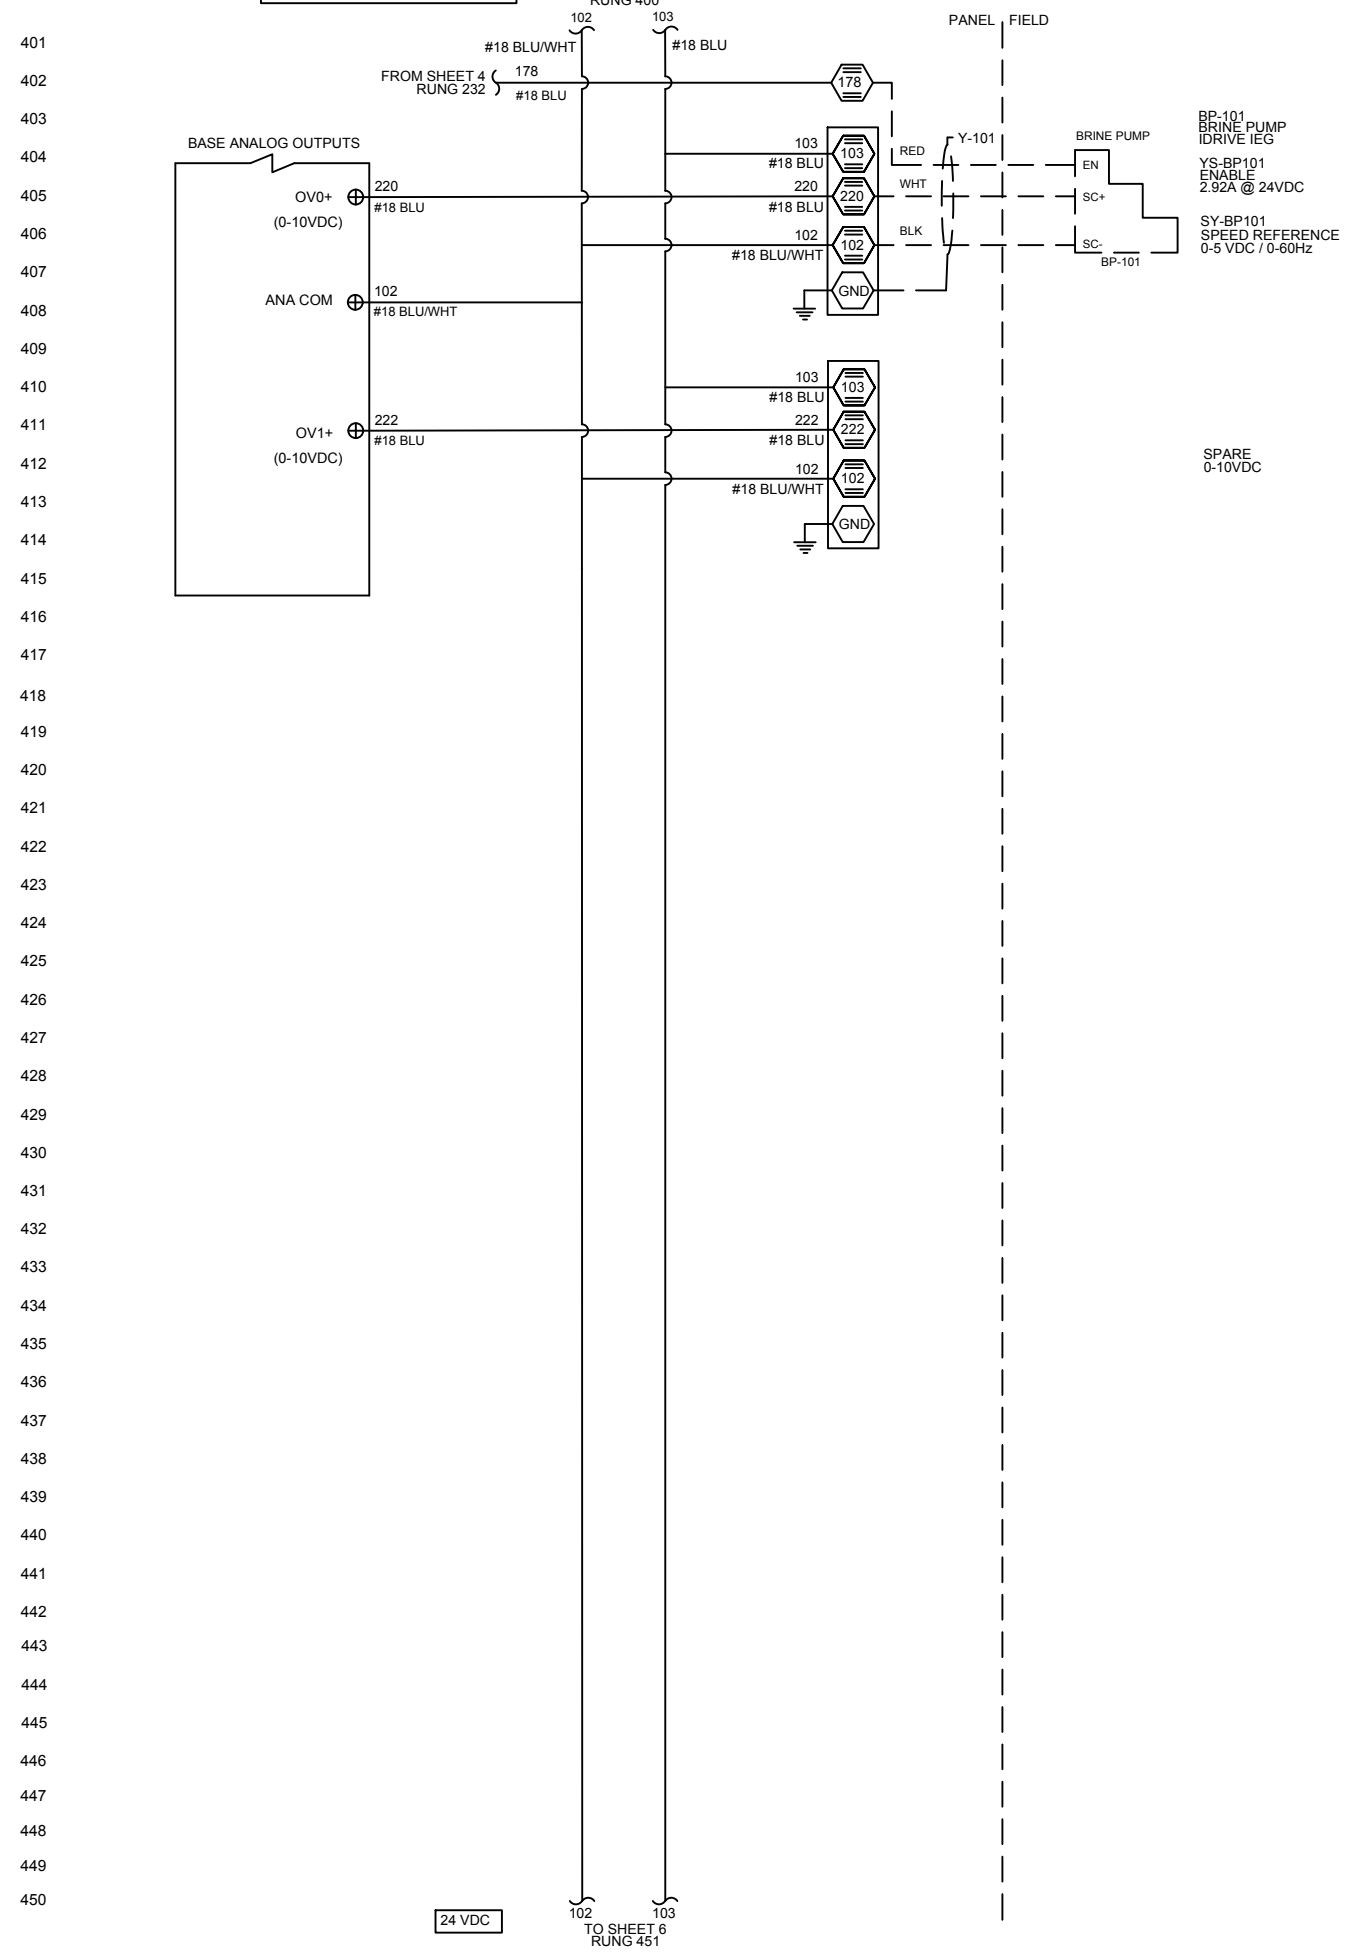 RUNG 400
102 103
PANEL FIELD
401 #18 BLU/WHT #18 BLU
402 FROM SHEET 4 178 178
RUNG 232 #18 BLU
403
BP-101
BRINE PUMP
IDRIVE IEG
BASE ANALOG OUTPUTS
Y-101
BRINE PUMP
404 103 103 RED EN
#18 BLU
YS-BP101
ENABLE
2.92A @ 24VDC
405 OV0+ 220 220 220 WHT SC+
#18 BLU #18 BLU
(0-10VDC)
SY-BP101
SPEED REFERENCE
0-5 VDC / 0-60Hz
406 102 102 BLK SC-
#18 BLU/WHT
BP-101
407
GND
ANA COM 102
408 #18 BLU/WHT
409
410 103 103
#18 BLU
411 OV1+ 222 222 222
#18 BLU #18 BLU
(0-10VDC)
SPARE
0-10VDC
412 102 102
#18 BLU/WHT
413
GND
414
415
416
417
418
419
420
421
422
423
424
425
426
427
428
429
430
431
432
433
434
435
436
437
438
439
440
441
442
443
444
445
446
447
448
449
450
24 VDC
102 103
TO SHEET 6
RUNG 451